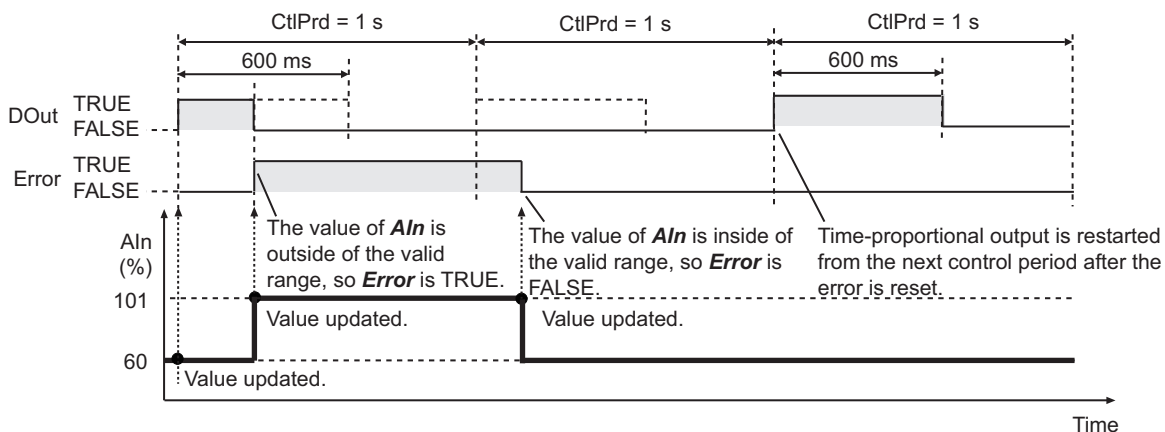 CtlPrd = 1 s
CtlPrd = 1 s
CtlPrd = 1 s
600 ms
600 ms
DOut
TRUE
FALSE
Error
TRUE
FALSE
The value of AIn is
outside of the valid
range, so Error is TRUE.
The value of AIn is inside of
the valid range, so Error is
FALSE.
Time-proportional output is restarted
from the next control period after the
error is reset.
AIn
(%)
101
Value updated.
Value updated.
60
Value updated.
Time